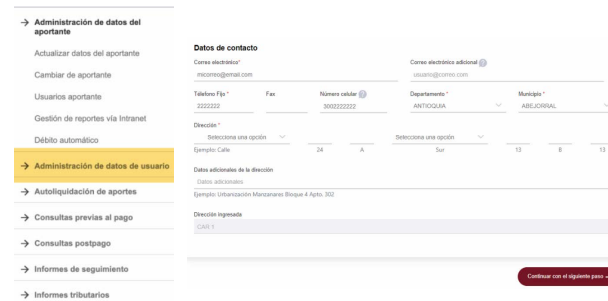 → Administración de datos del
aportante
Actualizar datos del aportante
Cambiar de aportante
Usuarios aportante
Gestión de reportes vía Intranet
Débito automático
→ Administración de datos de usuario
→ Autoliquidación de aportes
→ Consultas previas al pago
→ Consultas postpago
→ Informes de seguimiento
→ Informes tributarios
Datos de contacto
Correo electrónico* Correo electrónico adicional ?
micorreo@email.com usuario@correo.com
Teléfono Fijo * Fax Número celular ? Departamento * Municipio *
2222222 3002222222 ANTIOQUIA ABEJORRAL
Dirección *
Selecciona una opción Selecciona una opción
Ejemplo: Calle 24 A Sur 13 B 13
Datos adicionales de la dirección
Datos adicionales
Ejemplo: Urbanización Manzanares Bloque 4 Apto. 302
Dirección ingresada
CAR 1
Continuar con el siguiente paso